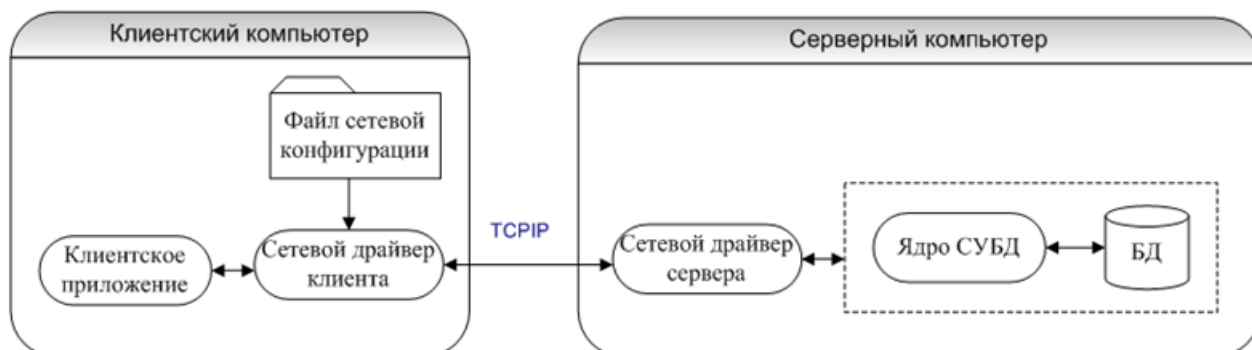 Клиентский компьютер
Файл сетевой
конфигурации
Клиентское
приложение
Сетевой драйвер
клиента
TCPIP
Серверный компьютер
Сетевой драйвер
сервера
Ядро СУБД
БД